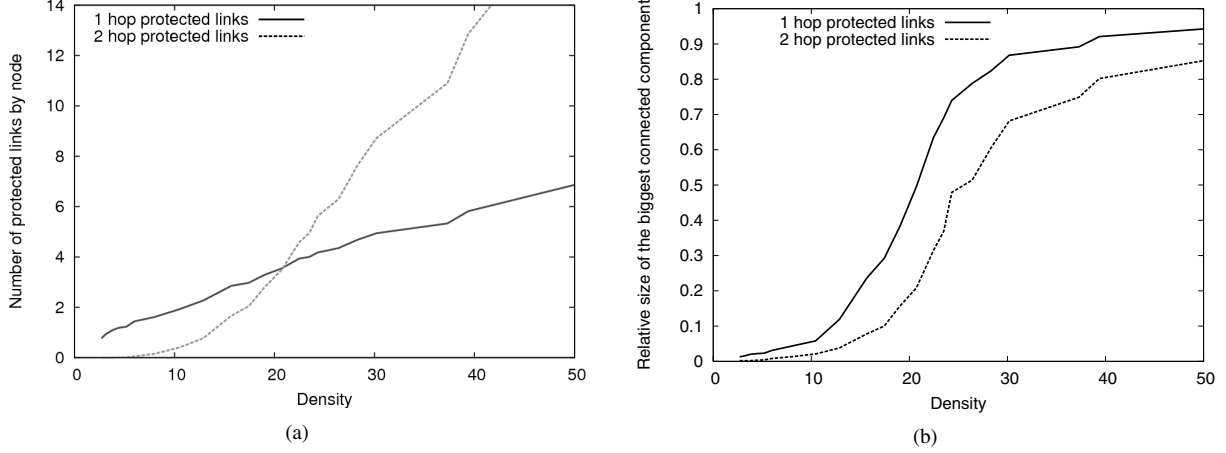 1 hop protected links
2 hop protected links
Number of protected links by node
14
12
10
8
6
4
2
0
0 10 20 30 40 50
Density
(a)
1 hop protected links
2 hop protected links
Relative size of the biggest connected component
1
0.9
0.8
0.7
0.6
0.5
0.4
0.3
0.2
0.1
0
0 10 20 30 40 50
Density
(b)